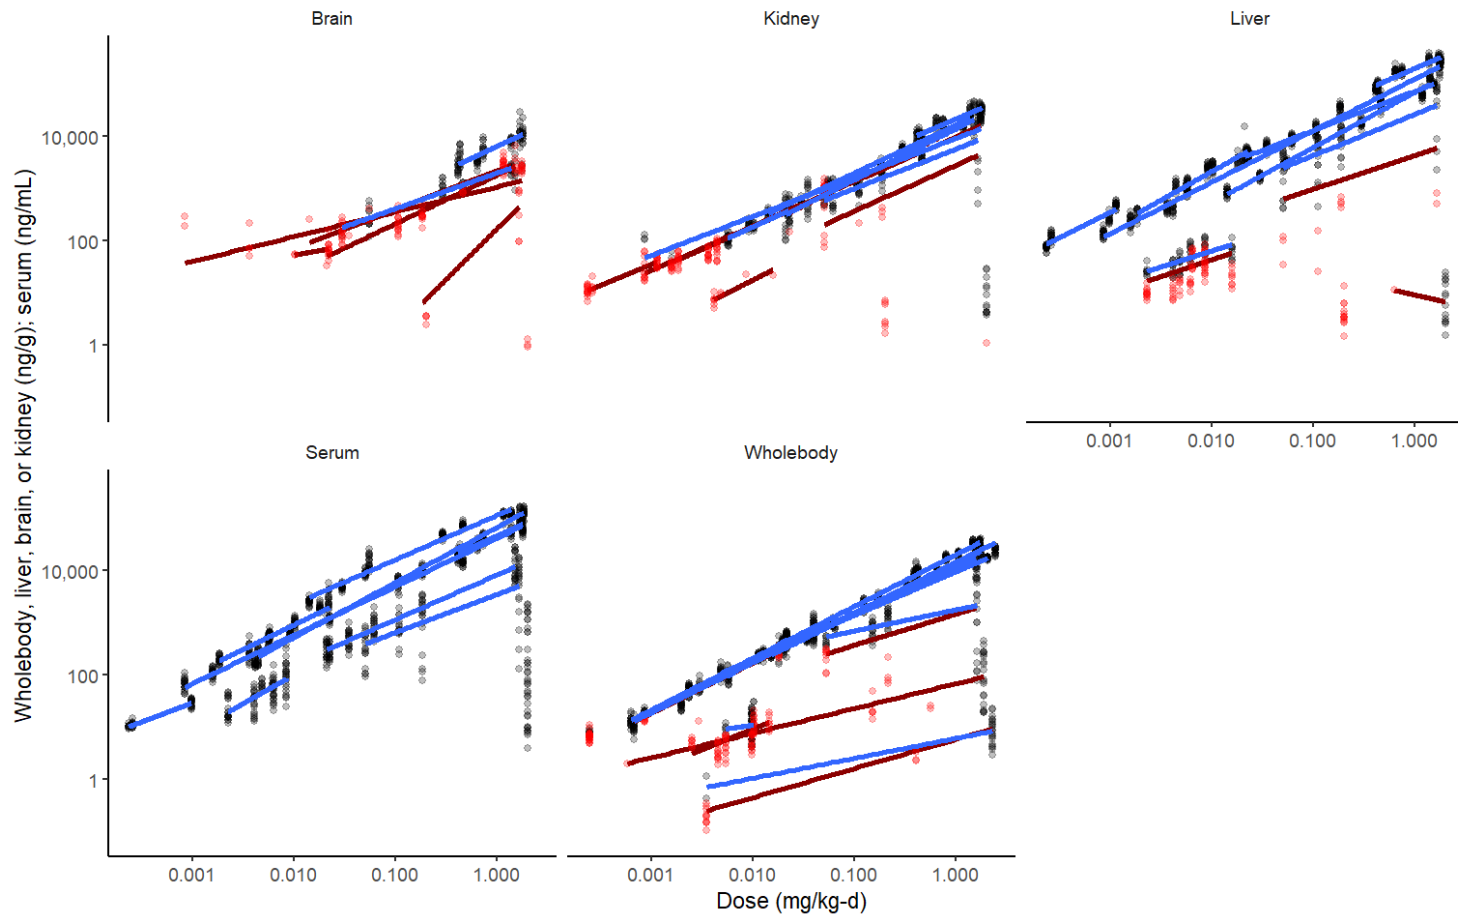 Brain
Kidney
Liver
10,000
100
1
0.001 0.010 0.100 1.000
Serum
Wholebody
10,000
100
1
0.001 0.010 0.100 1.000
0.001 0.010 0.100 1.000
Dose (mg/kg-d)
Wholebody, liver, brain, or kidney (ng/g); serum (ng/mL)